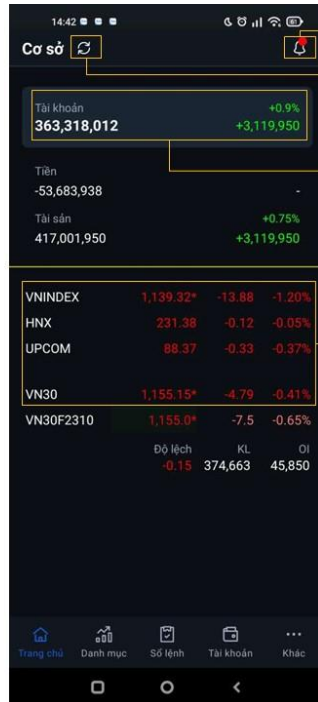 14:42
Cơ sở
Tài khoản +0.9%
363,318,012 +3,119,950
Tiền
-53,683,938 -
Tài sản +0.75%
417,001,950 +3,119,950
VNINDEX 1,139.32* -13.88 -1.20%
HNX 231.38 -0.12 -0.05%
UPCOM 88.37 -0.33 -0.37%
VN30 1,155.15* -4.79 -0.41%
VN30F2310 1,155.0* -7.5 -0.65%
Độ lệch KL OI
-0.15 374,663 45,850
Trang chủ Danh mục Sổ lệnh Tài khoản Khác